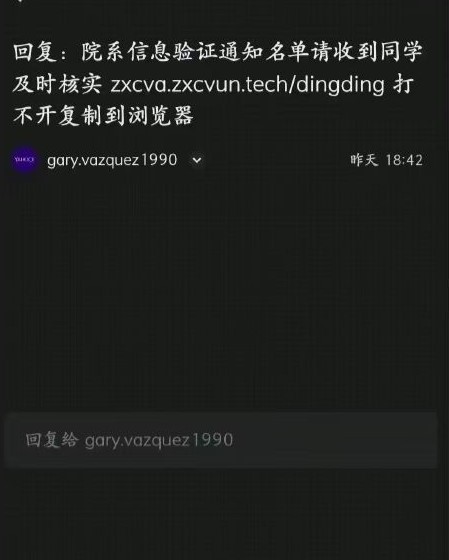 回复：院系信息验证通知名单请收到同学
及时核实 zxcva.zxcvun.tech/dingding 打
不开复制到浏览器
YAHOO!
gary.vazquez1990
昨天 18:42
回复给 gary.vazquez1990